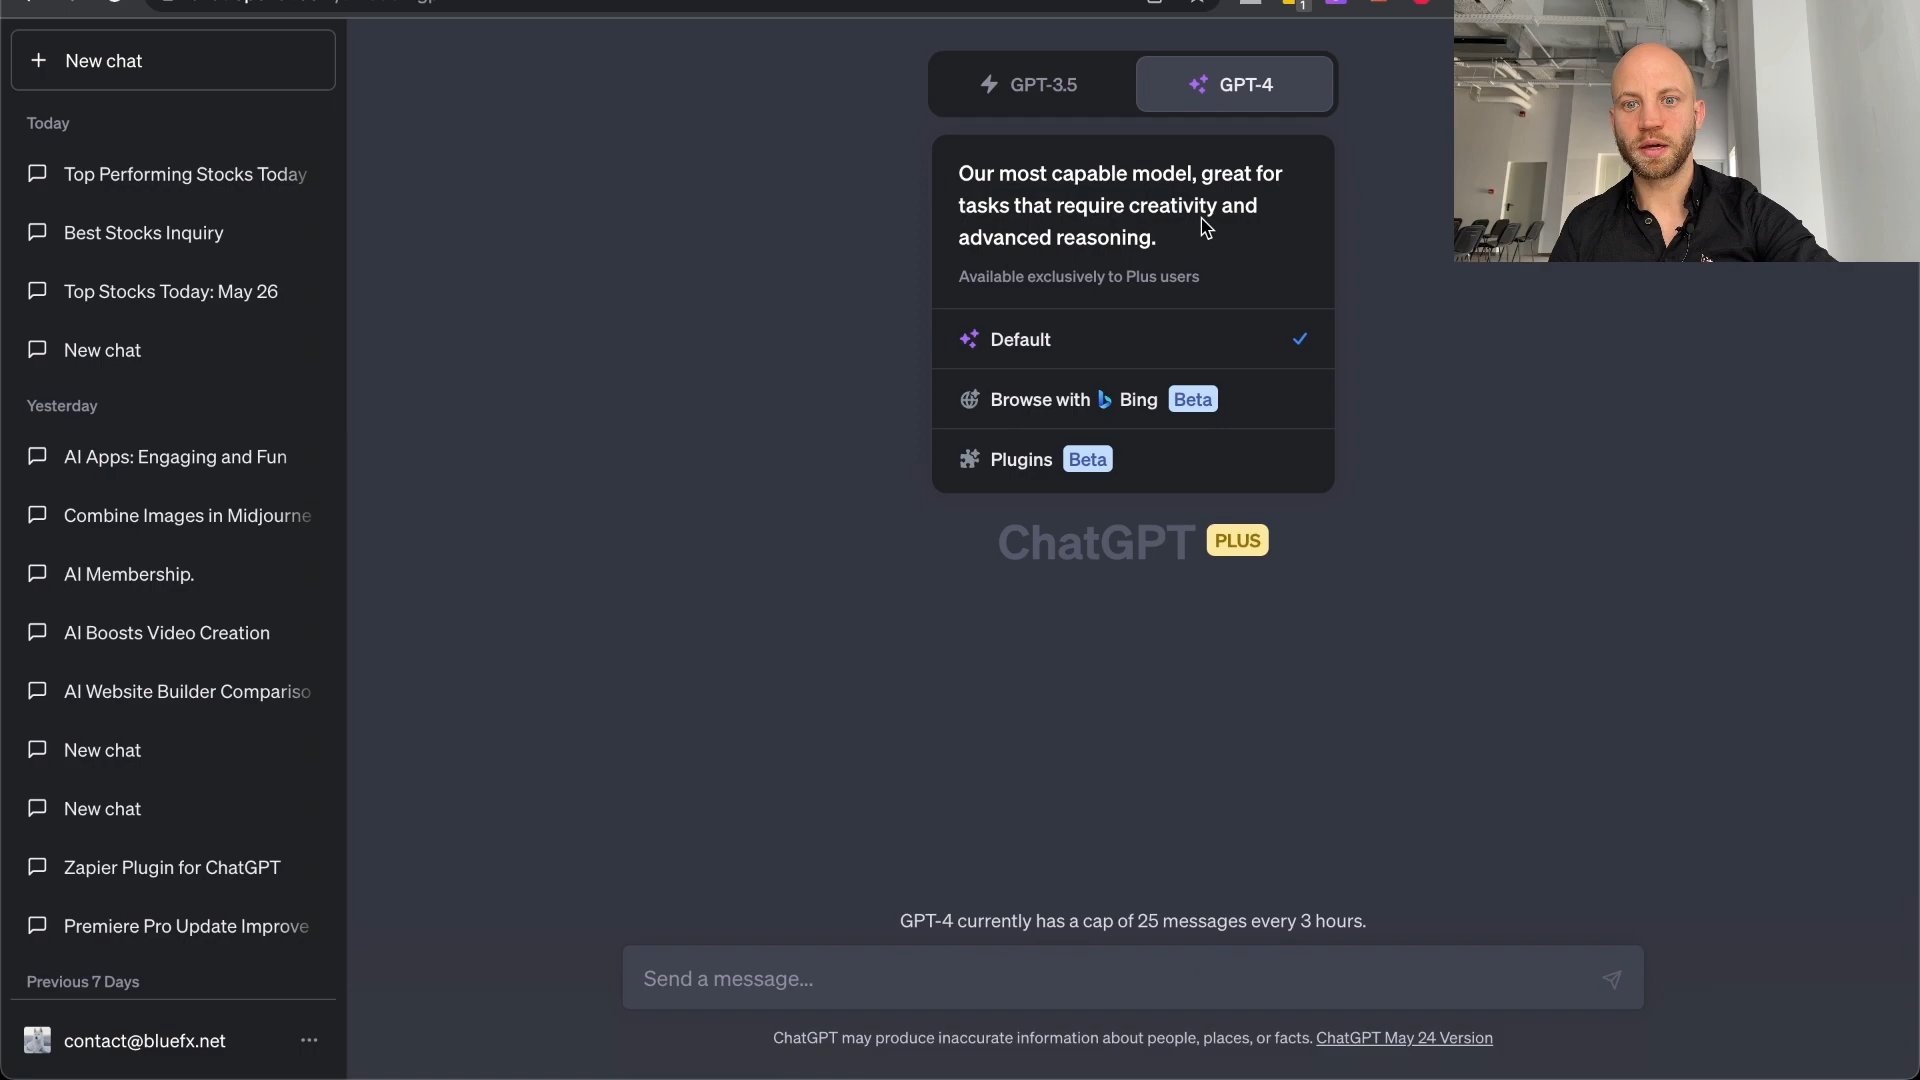 New chat
Today
Top Performing Stocks Today
Best Stocks Inquiry
Top Stocks Today: May 26
New chat
Yesterday
AI Apps: Engaging and Fun
Combine Images in Midjourne
AI Membership.
AI Boosts Video Creation
AI Website Builder Compariso
New chat
New chat
Zapier Plugin for ChatGPT
Premiere Pro Update Improve
Previous 7 Days
contact@bluefx.net
1
GPT-3.5
GPT-4
Our most capable model, great for
tasks that require creativity and
advanced reasoning.
Available exclusively to Plus users
Default
Browse with Bing Beta
Plugins Beta
ChatGPT PLUS
GPT-4 currently has a cap of 25 messages every 3 hours.
Send a message...
ChatGPT may produce inaccurate information about people, places, or facts. ChatGPT May 24 Version